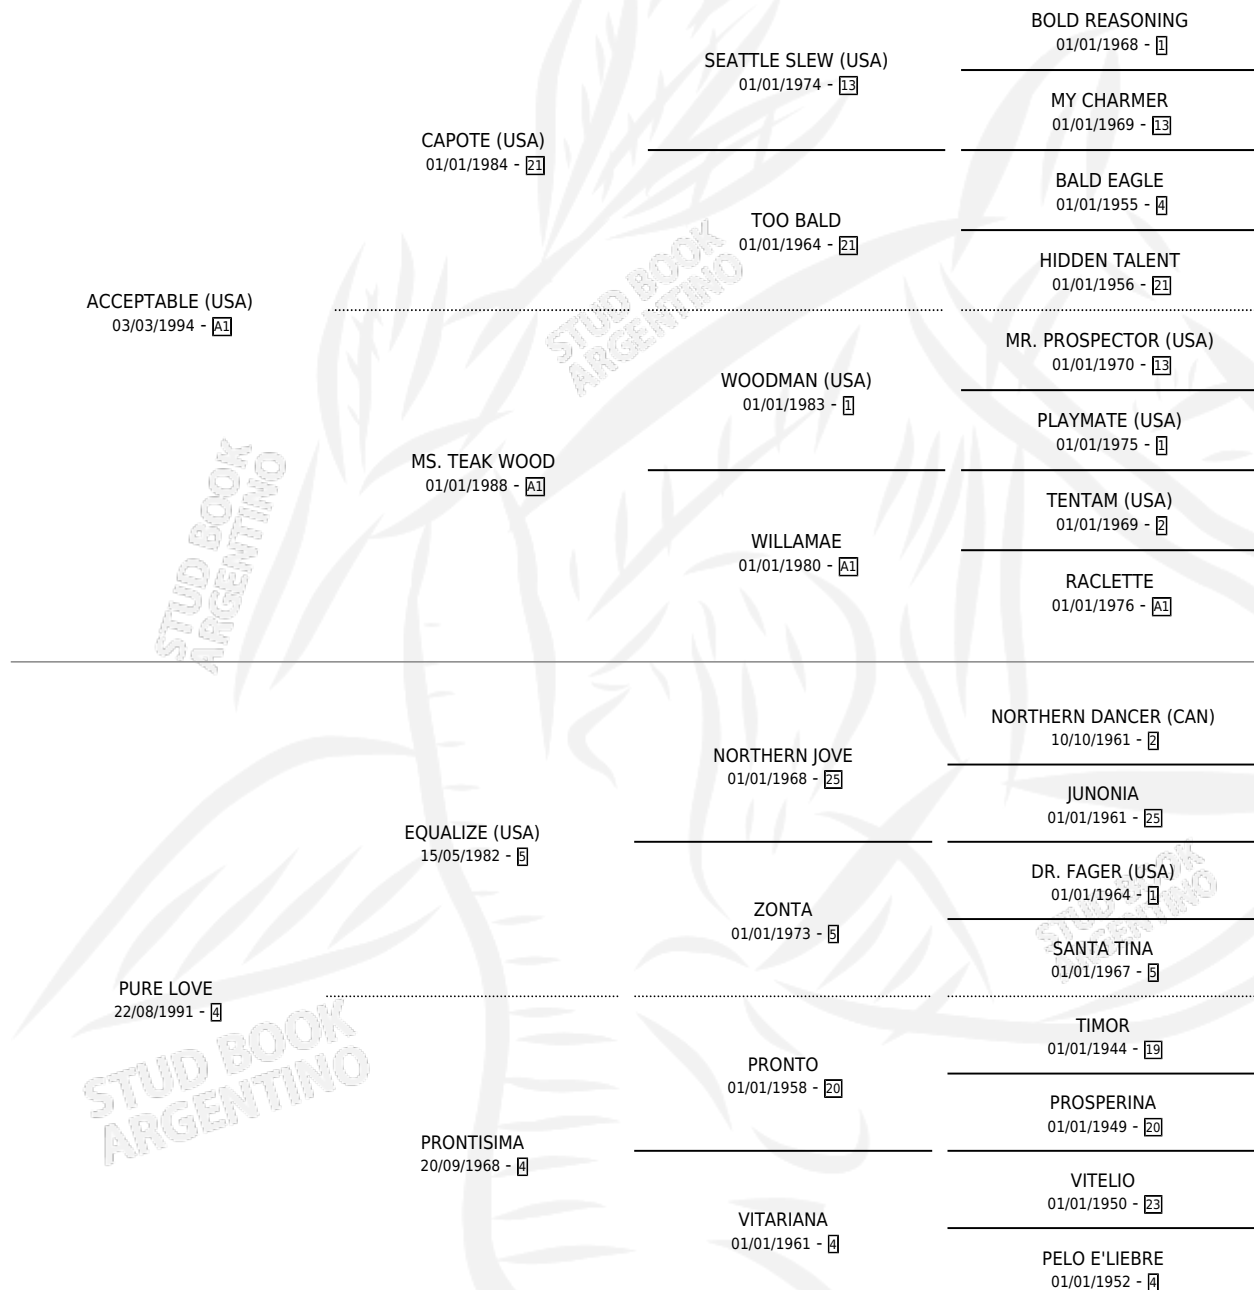 BOLD REASONING
01/01/1968 - 1
SEATTLE SLEW (USA)
01/01/1974 - 13
MY CHARMER
01/01/1969 - 13
CAPOTE (USA)
01/01/1984 - 21
BALD EAGLE
01/01/1955 - 4
TOO BALD
01/01/1964 - 21
HIDDEN TALENT
01/01/1956 - 21
ACCEPTABLE (USA)
03/03/1994 - A1
MR. PROSPECTOR (USA)
01/01/1970 - 13
WOODMAN (USA)
01/01/1983 - 1
PLAYMATE (USA)
01/01/1975 - 1
MS. TEAK WOOD
01/01/1988 - A1
TENTAM (USA)
01/01/1969 - 2
WILLAMAE
01/01/1980 - A1
RACLETTE
01/01/1976 - A1
NORTHERN DANCER (CAN)
10/10/1961 - 2
NORTHERN JOVE
01/01/1968 - 25
JUNONIA
01/01/1961 - 25
EQUALIZE (USA)
15/05/1982 - 5
DR. FAGER (USA)
01/01/1964 - 1
ZONTA
01/01/1973 - 5
SANTA TINA
01/01/1967 - 5
PURE LOVE
22/08/1991 - 4
TIMOR
01/01/1944 - 19
PRONTO
01/01/1958 - 20
PROSPERINA
01/01/1949 - 20
PRONTISIMA
20/09/1968 - 4
VITELIO
01/01/1950 - 23
VITARIANA
01/01/1961 - 4
PELO E'LIEBRE
01/01/1952 - 4
STUD BOOK
ARGENTINO
STUD BOOK
ARGENTINO
STUD BOOK
ARGENTINO
STUD BOOK
ARGENTINO